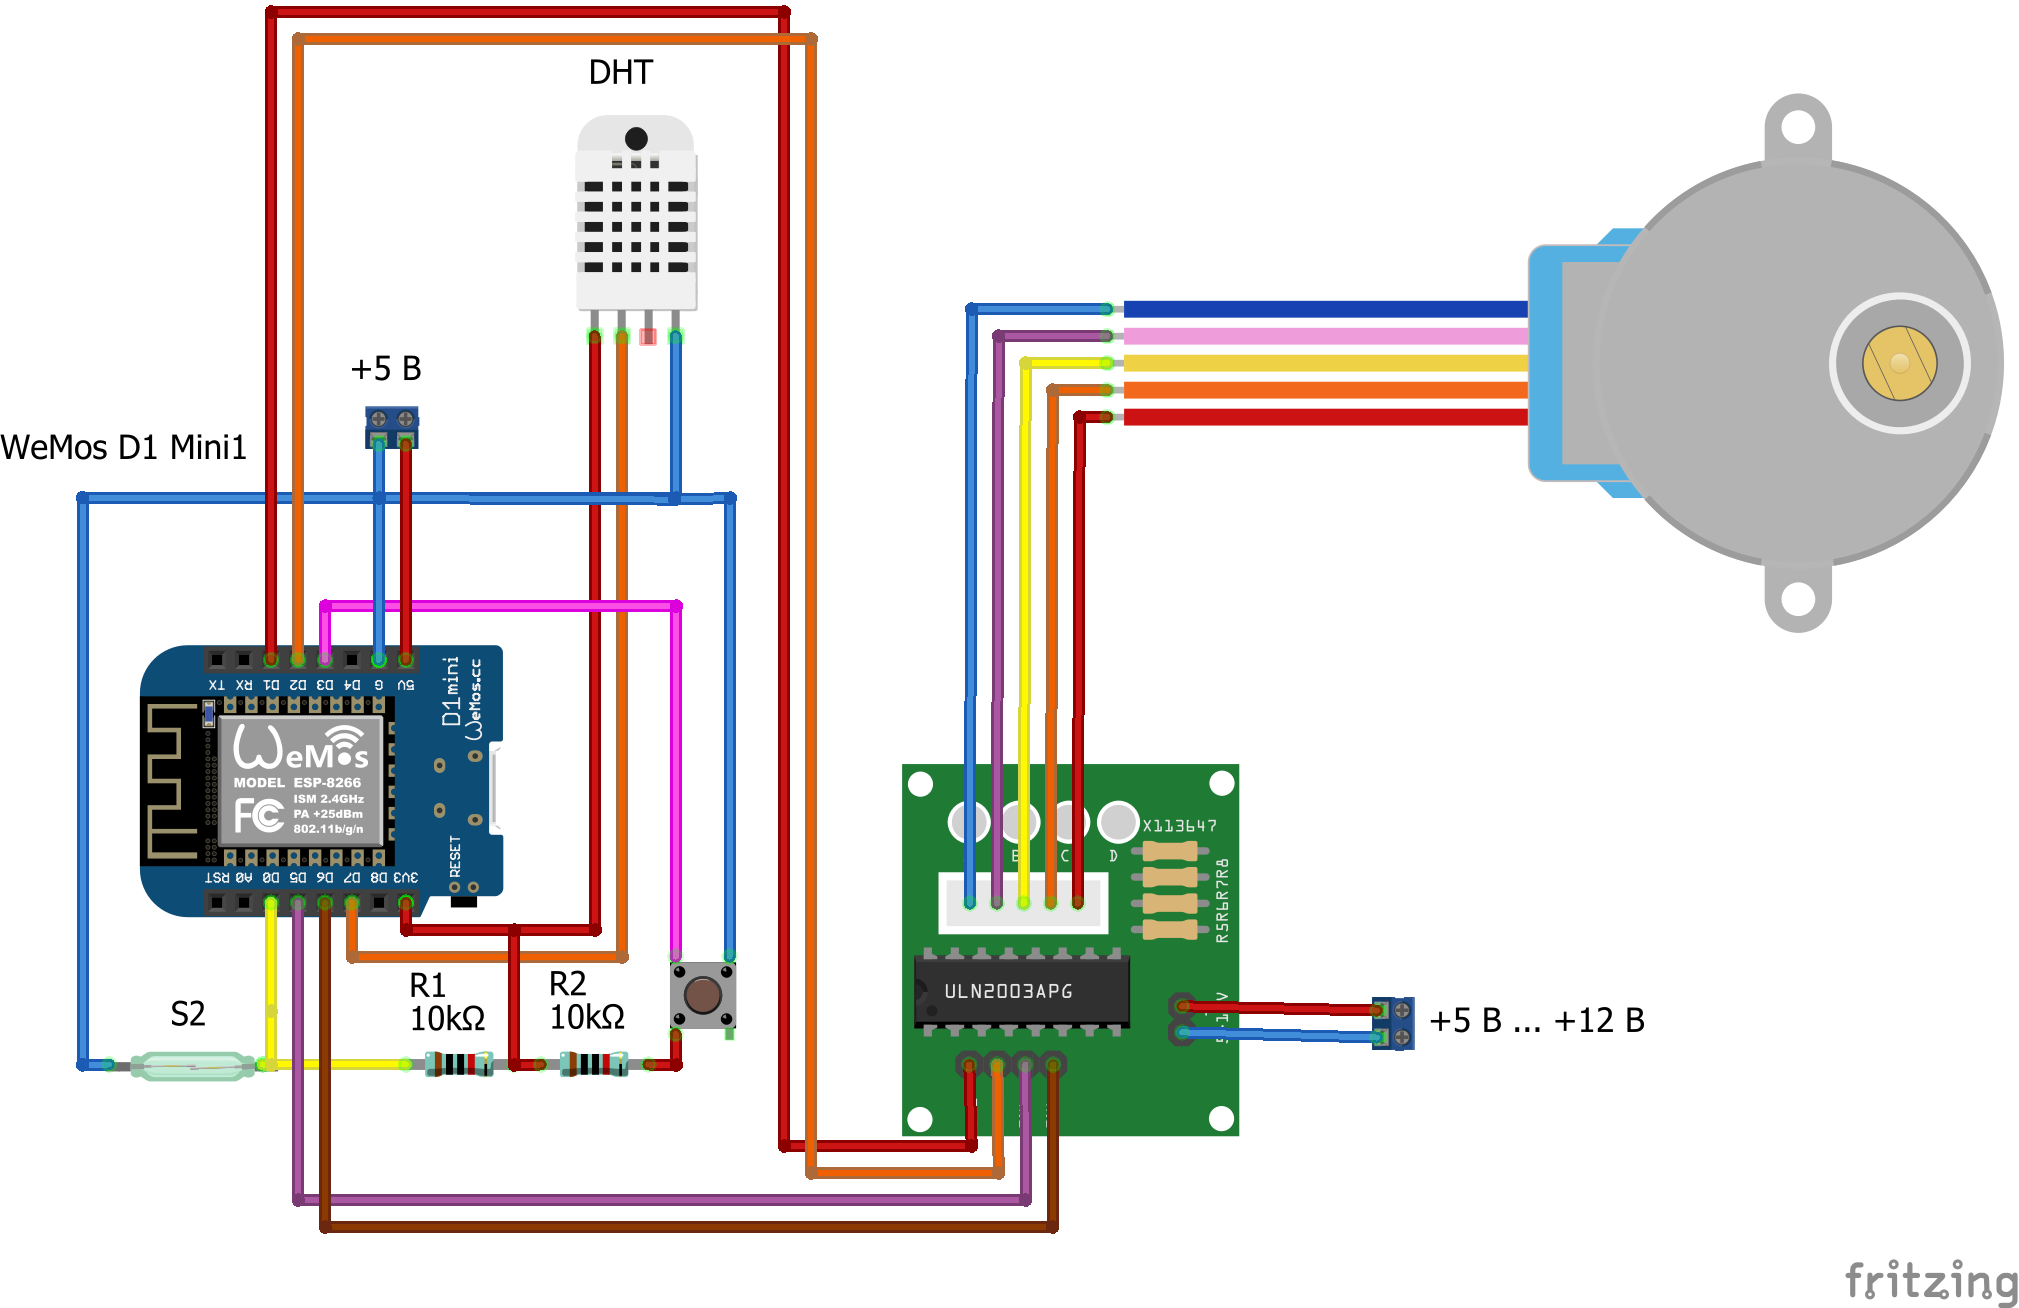 DHT
+5 В
WeMos D1 Mini1
TX RX D1 D2 D3 D4 G 5V
D1mini
WeMos.cc
WeMos
MODEL ESP-8266
ISM 2.4GHz
PA +25dBm
802.11b/g/n
FC
RESET
RST A0 D0 D5 D6 D7 D8 3V3
S2
R1
10kΩ
R2
10kΩ
X113647
B C D
R5R6R7R8
ULN2003APG
+5 В ... +12 В
fritzing